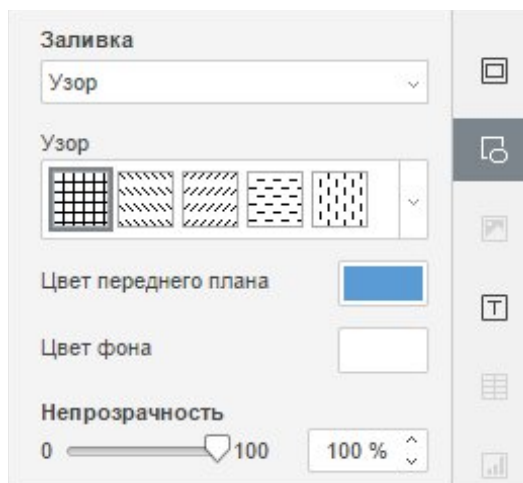 Заливка
Узор
Узор
Цвет переднего плана
Цвет фона
Непрозрачность
0 100 100 %